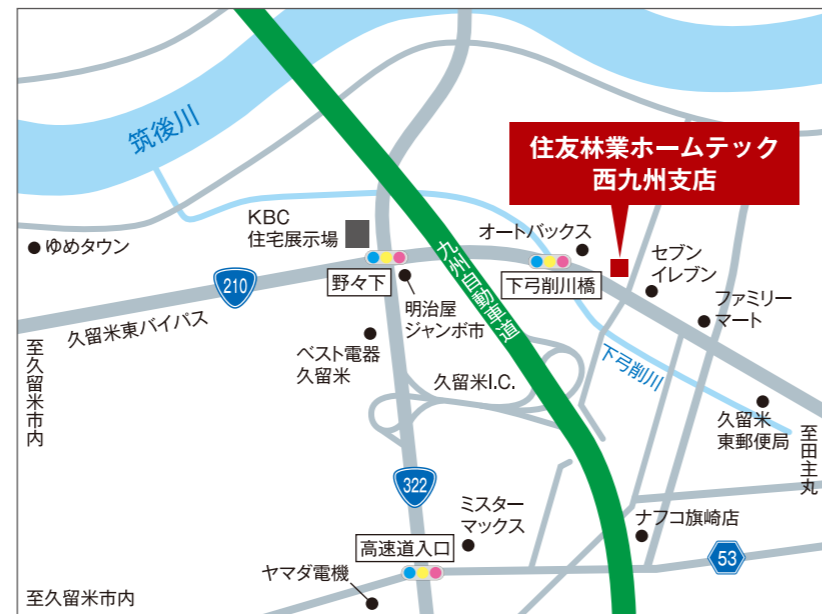 筑後川
住友林業ホームテック
西九州支店
KBC
住宅展示場
オートバックス
ゆめタウン
セブン
イレブン
210
野々下
下弓削川橋
九州自動車道
明治屋
ジャンボ市
ファミリー
マート
久留米東バイパス
至久留米市内
ベスト電器
久留米
久留米I.C.
下弓削川
久留米
東郵便局
至田主丸
322
ミスター
マックス
ナフコ旗崎店
高速道入口
53
ヤマダ電機
至久留米市内